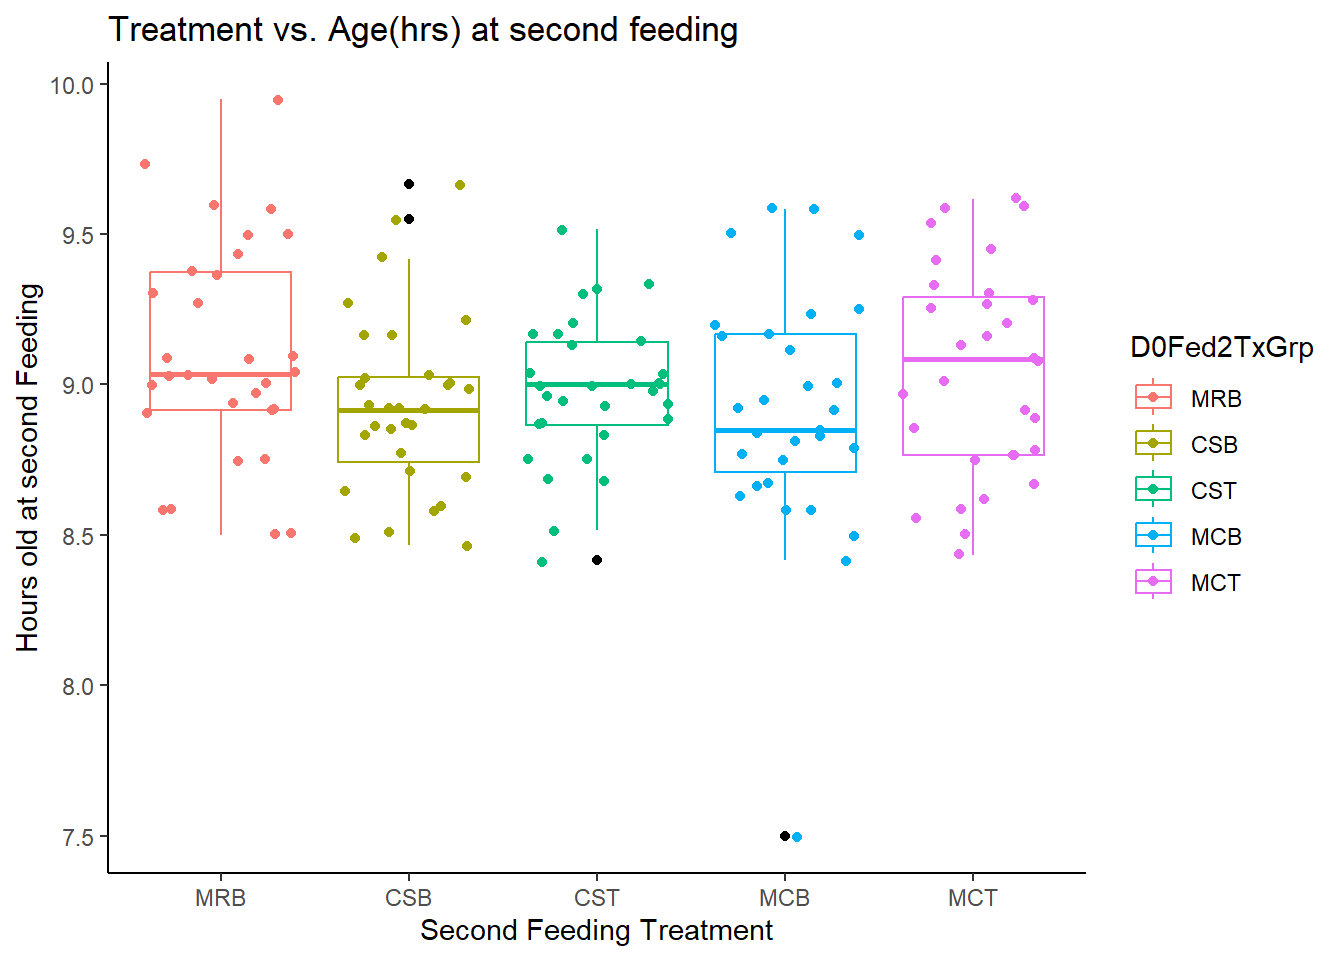 Treatment vs. Age(hrs) at second feeding
10.0
9.5
9.0
8.5
8.0
7.5
Hours old at second Feeding
MRB CSB CST MCB MCT
Second Feeding Treatment
D0Fed2TxGrp
MRB
CSB
CST
MCB
MCT